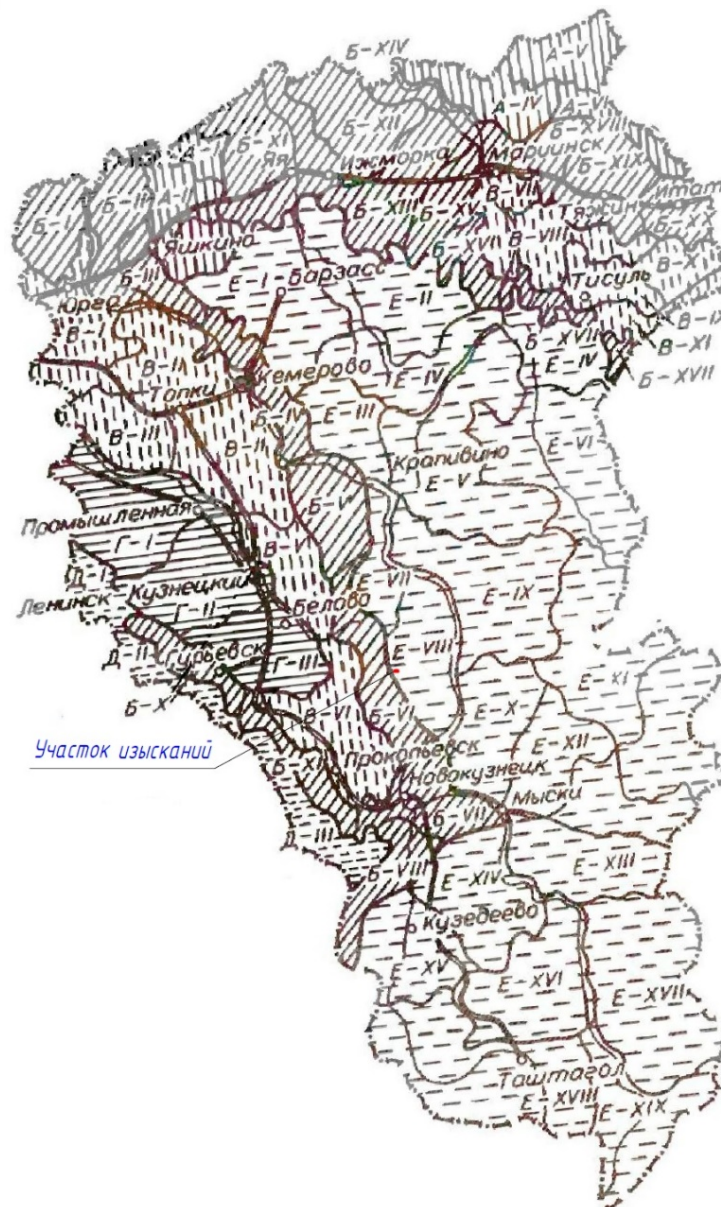 Б-XIV
А-V
Б-XII
А-IV
А-VI
Б-XI
Б-XVIII
Яя
Ижморка
Мариинск
Б-XIX
А-II
В-VII
Итат
Б-II
Б-I
Б-XIII
Б-XV
Тяжин
Б-XX
Яшкино
Б-XVII
В-VIII
В-X
Б-III
Е-I
Барзасс
Е-II
Тисуль
Юрга
В-I
В-IX
Б-XVII
В-XI
В-II
Е-IV
Кемерово
Е-IV
Б-XVII
Топки
Б-IV
Е-III
В-III
В-II
Е-VI
Крапивино
Е-V
Б-V
Промышленная
Г-I
В-V
Д-I
Е-VII
Ленинск
Кузнецкий
Е-IX
Г-II
Белово
Д-II
Гурьевск
Г-III
Е-VIII
Е-XI
Б-X
В-VI
Б-VI
Е-X
Участок изысканий
Е-XII
Прокопьевск
Б-XI
Новокузнецк
Мыски
Б-VII
Д-III
Б-VIII
Е-XIII
Е-XIV
Кузедеево
Е-XV
Е-XVI
Е-XVII
Таштагол
Е-XVIII
Е-XIX